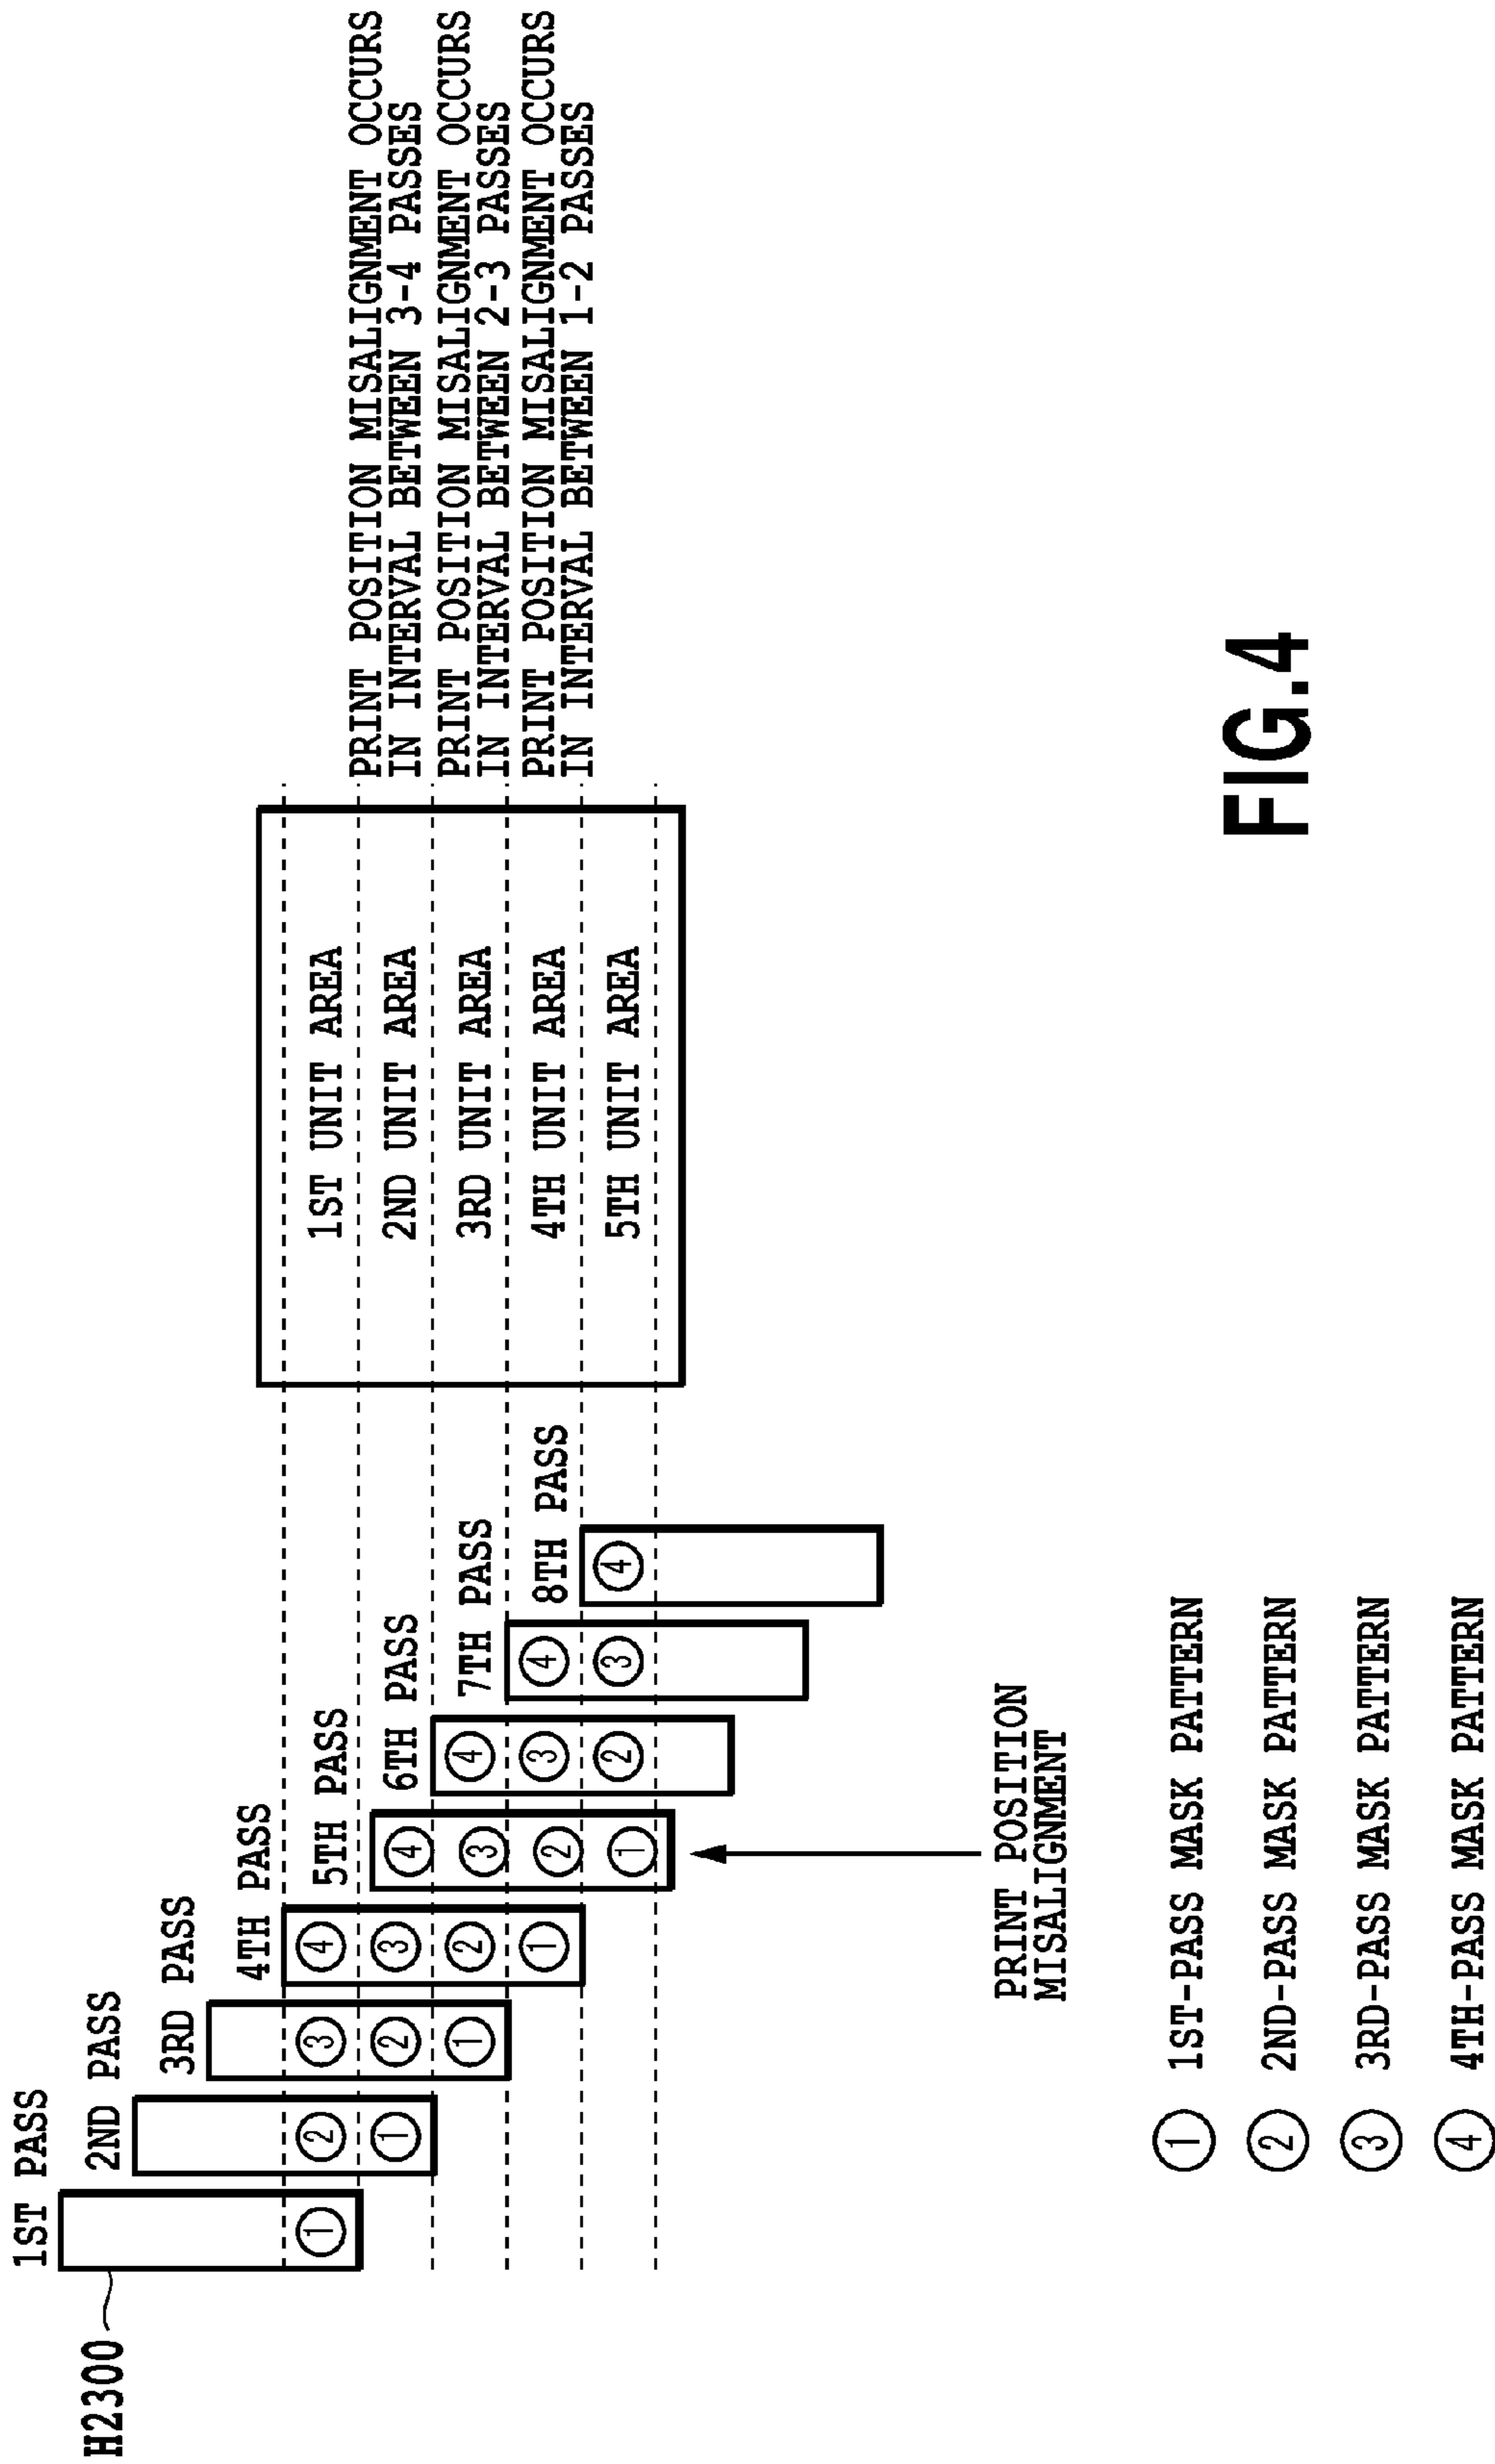 H2300
1ST PASS
2ND PASS
3RD PASS
4TH PASS
5TH PASS
6TH PASS
7TH PASS
8TH PASS
1
2
1
3
2
1
4
3
2
1
4
3
2
1
4
3
2
4
3
4
1ST UNIT AREA
2ND UNIT AREA
3RD UNIT AREA
4TH UNIT AREA
5TH UNIT AREA
PRINT POSITION MISALIGNMENT OCCURS
IN INTERVAL BETWEEN 3-4 PASSES
PRINT POSITION MISALIGNMENT OCCURS
IN INTERVAL BETWEEN 2-3 PASSES
PRINT POSITION MISALIGNMENT OCCURS
IN INTERVAL BETWEEN 1-2 PASSES
PRINT POSITION
MISALIGNMENT
1 1ST-PASS MASK PATTERN
2 2ND-PASS MASK PATTERN
3 3RD-PASS MASK PATTERN
4 4TH-PASS MASK PATTERN
FIG.4